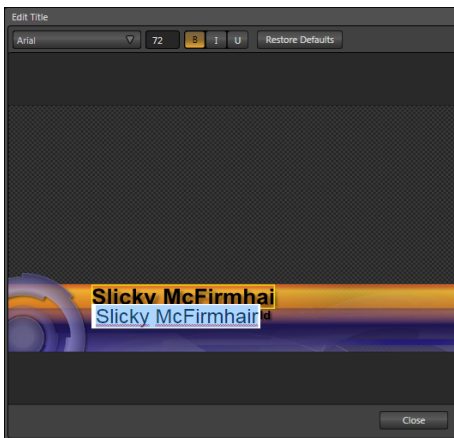 Edit Title
Arial 72 B I U Restore Defaults
Slicky McFirmhai
Slicky McFirmhair
Close